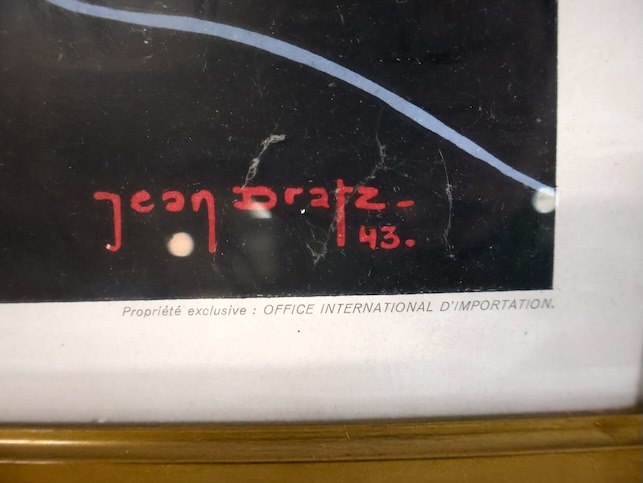 Jean Dratz -
43.
Propriété exclusive : OFFICE INTERNATIONAL D'IMPORTATION.